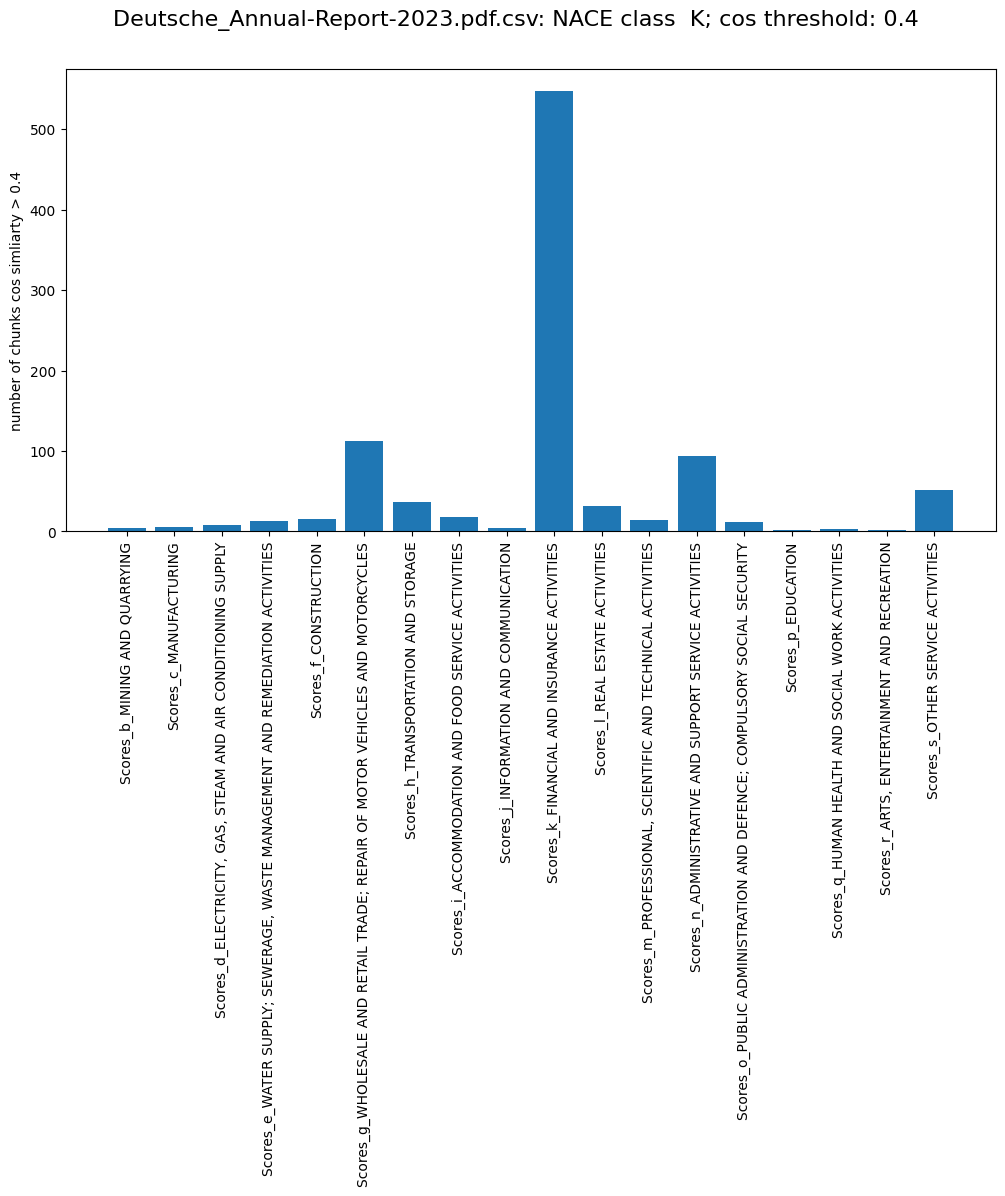 Deutsche_Annual-Report-2023.pdf.csv: NACE class  K; cos threshold: 0.4
number of chunks cos simliarty > 0.4
500
400
300
200
100
0
Scores_b_MINING AND QUARRYING
Scores_c_MANUFACTURING
Scores_d_ELECTRICITY, GAS, STEAM AND AIR CONDITIONING SUPPLY
Scores_e_WATER SUPPLY; SEWERAGE, WASTE MANAGEMENT AND REMEDIATION ACTIVITIES
Scores_f_CONSTRUCTION
Scores_g_WHOLESALE AND RETAIL TRADE; REPAIR OF MOTOR VEHICLES AND MOTORCYCLES
Scores_h_TRANSPORTATION AND STORAGE
Scores_i_ACCOMMODATION AND FOOD SERVICE ACTIVITIES
Scores_j_INFORMATION AND COMMUNICATION
Scores_k_FINANCIAL AND INSURANCE ACTIVITIES
Scores_l_REAL ESTATE ACTIVITIES
Scores_m_PROFESSIONAL, SCIENTIFIC AND TECHNICAL ACTIVITIES
Scores_n_ADMINISTRATIVE AND SUPPORT SERVICE ACTIVITIES
Scores_o_PUBLIC ADMINISTRATION AND DEFENCE; COMPULSORY SOCIAL SECURITY
Scores_p_EDUCATION
Scores_q_HUMAN HEALTH AND SOCIAL WORK ACTIVITIES
Scores_r_ARTS, ENTERTAINMENT AND RECREATION
Scores_s_OTHER SERVICE ACTIVITIES